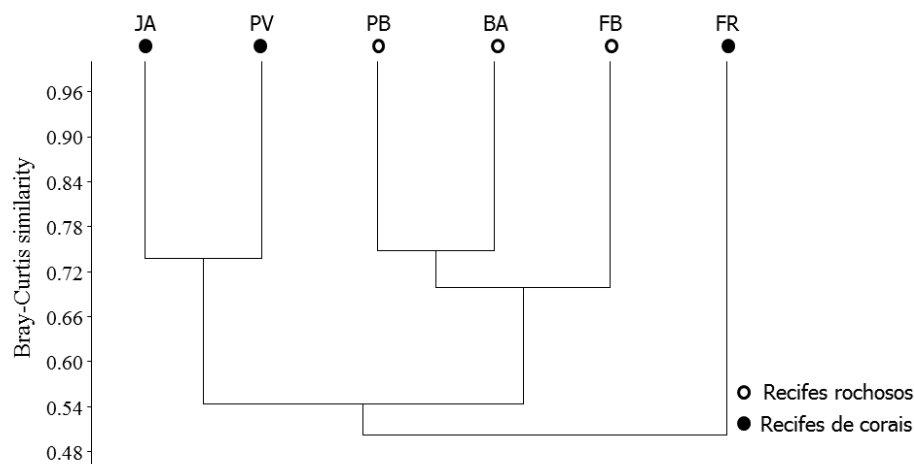 JA PV PB BA FB FR
Bray-Curtis similarity
0.96
0.90
0.84
0.78
0.72
0.66
0.60
0.54
0.48
Recifes rochosos
Recifes de corais